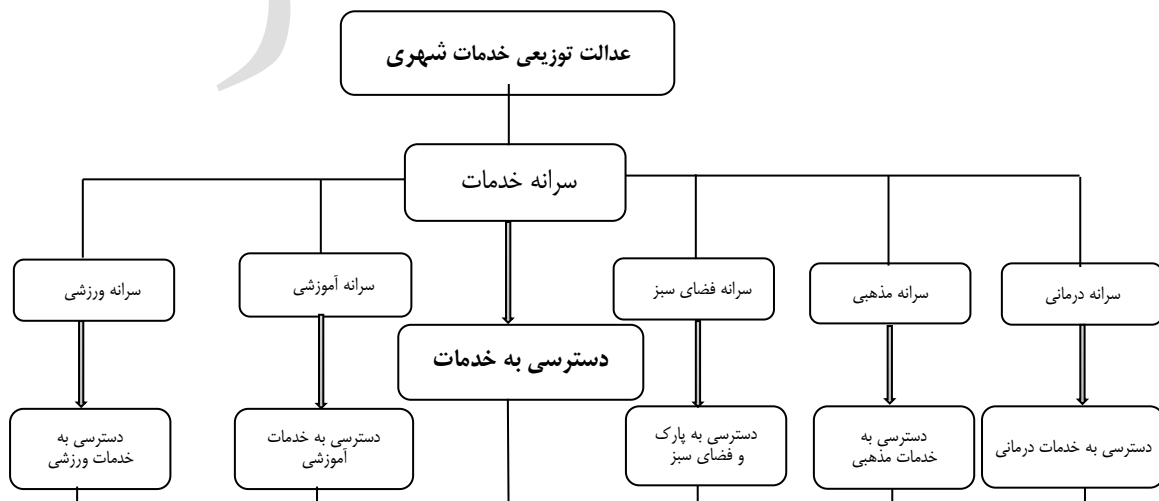 عدالت توزیعی خدمات شهری
سرانه خدمات
سرانه درمانی
سرانه مذهبی
سرانه فضای سبز
سرانه آموزشی
سرانه ورزشی
دسترسی به خدمات
دسترسی به خدمات درمانی
دسترسی به
خدمات مذهبی
دسترسی به پارک
و فضای سبز
دسترسی به خدمات
آموزشی
دسترسی به
خدمات ورزشی